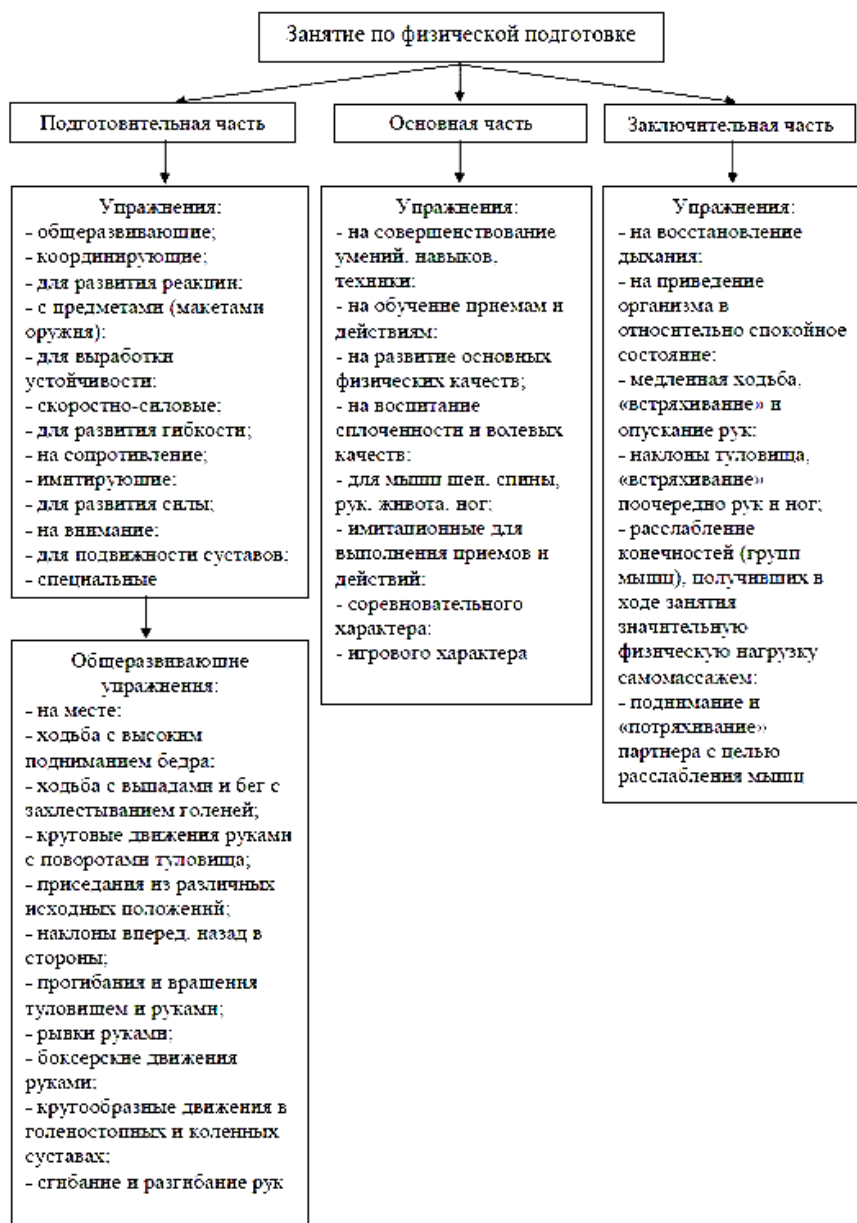 Занятие по физической подготовке
Подготовительная часть
Основная часть
Заключительная часть
Упражнения:
- общеразвивающие;
- координирующие;
- для развития реакции:
- с предметами (макетами
оружия):
- для выработки
устойчивости:
- скоростно-силовые:
- для развития гибкости;
- на сопротивление;
- имитирующие:
- для развития силы;
- на внимание:
- для подвижности суставов;
- специальные
Общеразвивающие
упражнения:
- на месте:
- ходьба с высоким
подниманием бедра:
- ходьба с выпадами и бег с
захлестыванием голеней;
- круговые движения руками
с поворотами туловища;
- приседания из различных
исходных положений;
- наклоны вперед. назад в
стороны;
- прогибания и вращения
туловищем и руками;
- рывки руками;
- боксерские движения
руками;
- кругообразные движения в
голеностопных и коленных
суставах;
- сгибание и разгибание рук
Упражнения:
- на совершенствование
умений. навыков.
техники:
- на обучение приемам и
действиям:
- на развитие основных
физических качеств;
- на воспитание
сплоченности и волевых
качеств:
- для мышц шеи. спины,
рук. живота. ног;
- имитационные для
выполнения приемов и
действий:
- соревновательного
характера:
- игрового характера
Упражнения:
- на восстановление
дыхания:
- на приведение
организма в
относительно спокойное
состояние:
- медленная ходьба,
«встряхивание» и
опускание рук:
- наклоны туловища,
«встряхивание»
поочередно рук и ног;
- расслабление
конечностей (групп
мышц), получивших в
ходе занятия
значительную
физическую нагрузку
самомассажем:
- поднимание и
«потряхивание»
партнера с целью
расслабления мышц